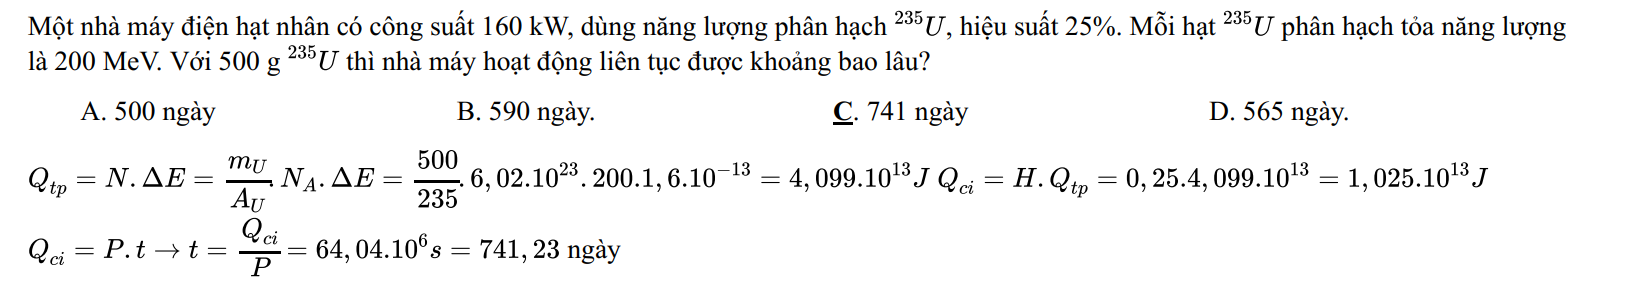 Một nhà máy điện hạt nhân có công suất 160 kW, dùng năng lượng phân hạch $^{235}U$, hiệu suất 25%. Mỗi hạt $^{235}U$ phân hạch tỏa năng lượng
là 200 MeV. Với 500 g $^{235}U$ thì nhà máy hoạt động liên tục được khoảng bao lâu?
A. 500 ngày B. 590 ngày. C. 741 ngày D. 565 ngày.
$Q_{tp} = N.\Delta E = \frac{m_U}{A_U}.N_A.\Delta E = \frac{500}{235}.6,02.10^{23}.200.1,6.10^{-13} = 4,099.10^{13}J$ $Q_{ci} = H.Q_{tp} = 0,25.4,099.10^{13} = 1,025.10^{13}J$
$Q_{ci} = P.t \to t = \frac{Q_{ci}}{P} = 64,04.10^6 s = 741,23$ ngày